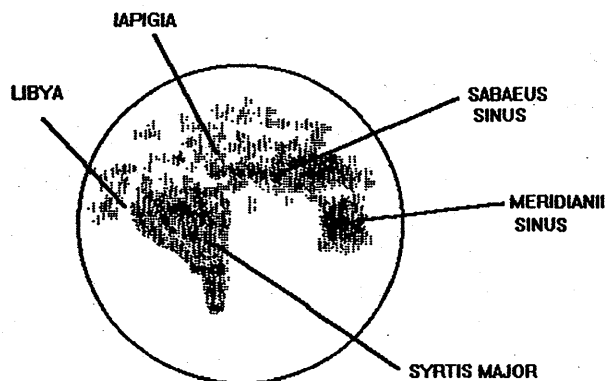 IAPIGIA
LIBYA
SABAEUS
SINUS
MERIDIANII
SINUS
SYRTIS MAJOR